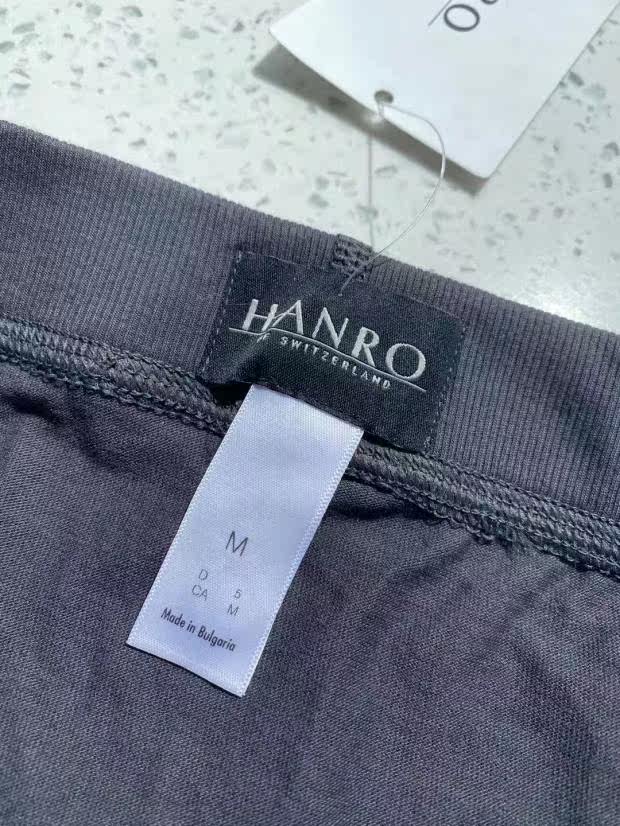 HANRO
SWITZERLAND
M
D 5
CA M
Made in Bulgaria